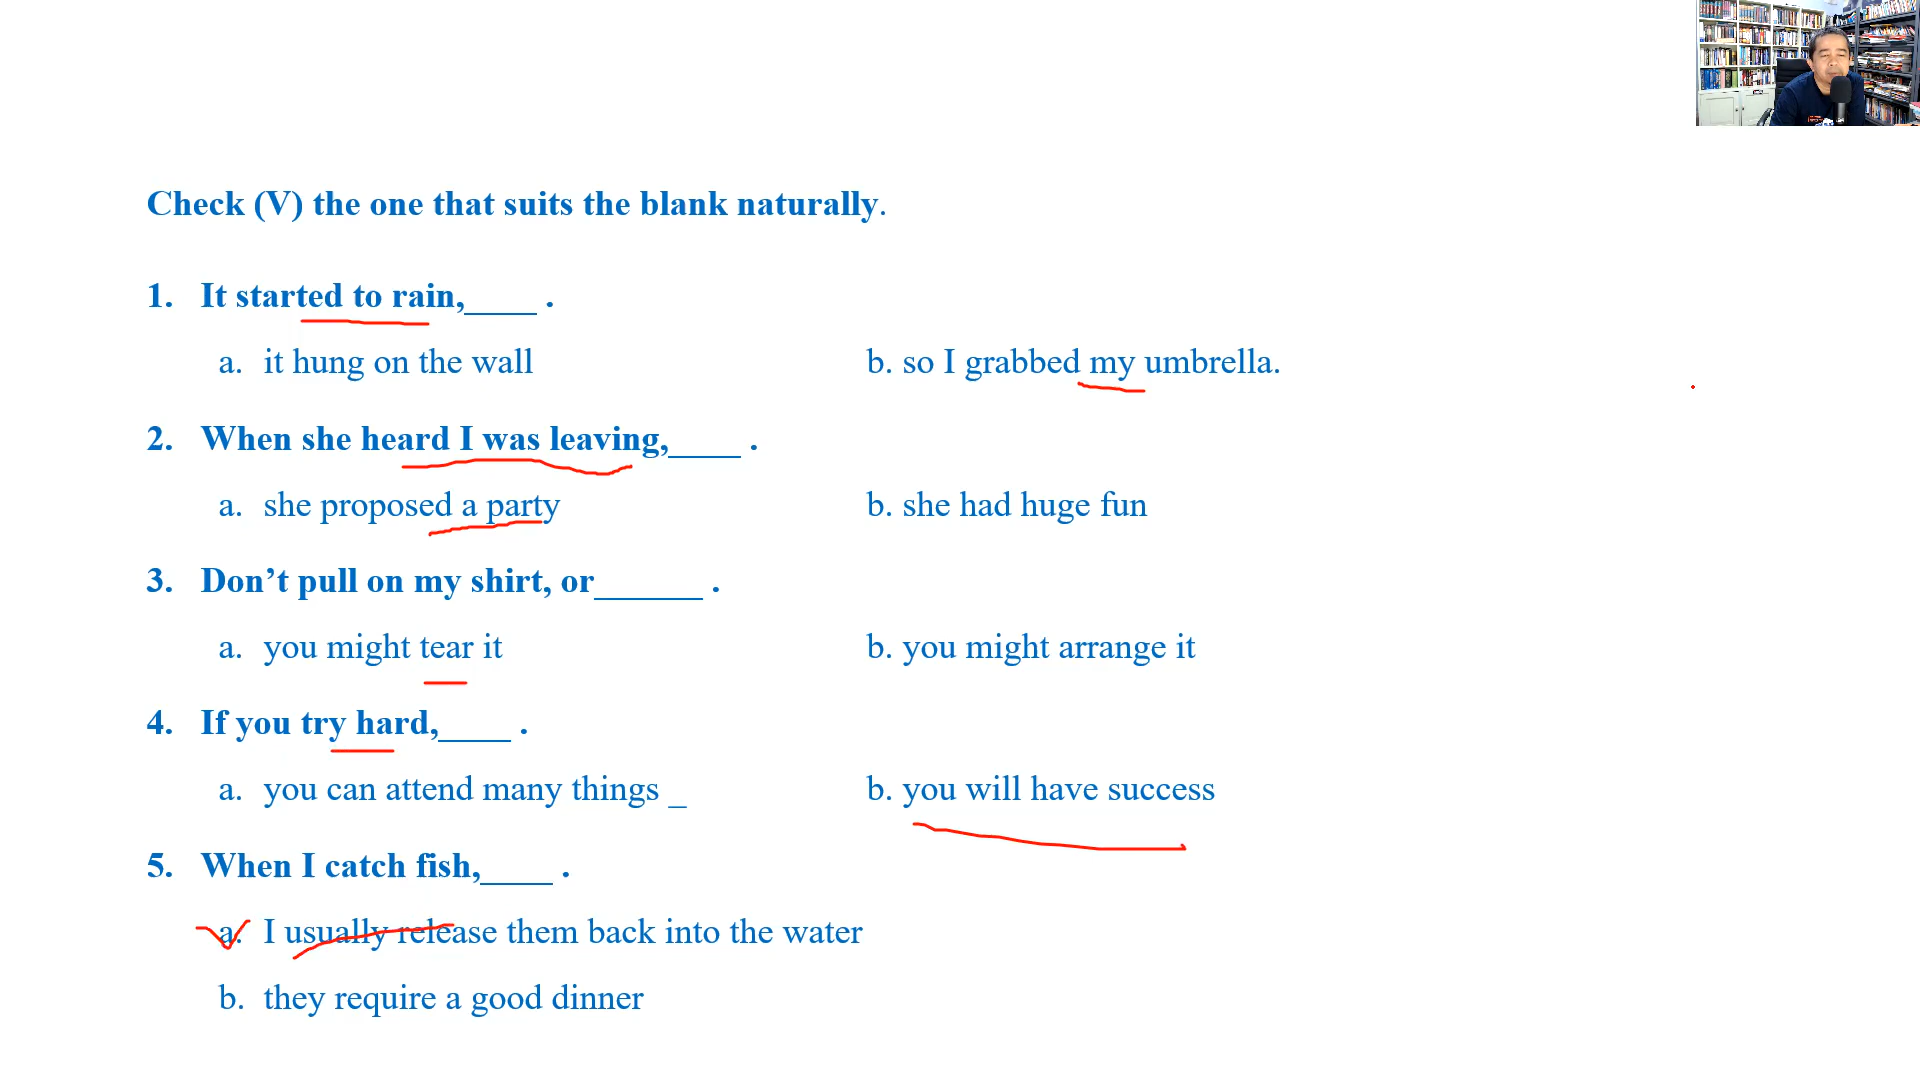 Check (V) the one that suits the blank naturally.
1. It started to rain,____ .
a. it hung on the wall b. so I grabbed my umbrella.
2. When she heard I was leaving,____ .
a. she proposed a party b. she had huge fun
3. Don’t pull on my shirt, or______ .
a. you might tear it b. you might arrange it
4. If you try hard,____ .
a. you can attend many things _ b. you will have success
5. When I catch fish,____ .
a. I usually release them back into the water
b. they require a good dinner